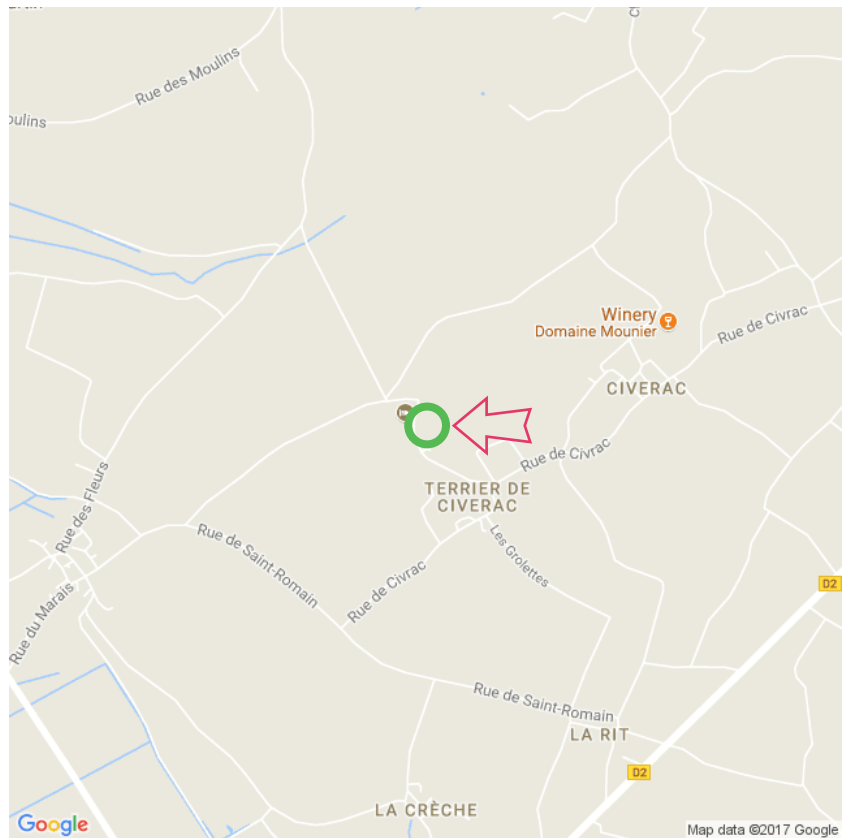 Rue des Moulins
oulins
Winery
Domaine Mounier
Rue de Civrac
CIVERAC
Rue de Civrac
TERRIER DE
CIVERAC
Rue des Fleurs
Les Grolettes
Rue de Saint-Romain
Rue de Civrac
D2
Rue du Marais
Rue de Saint-Romain
LA RIT
D2
LA CRÈCHE
Google
Map data ©2017 Google